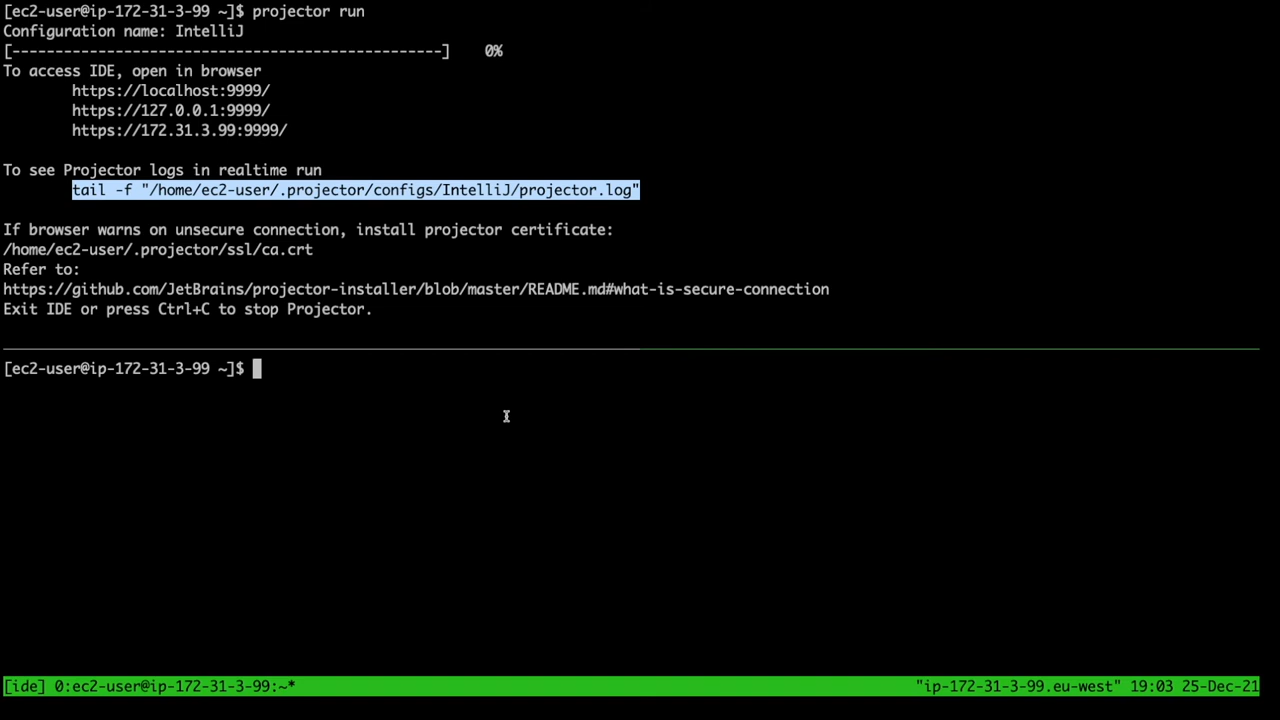 [ec2-user@ip-172-31-3-99 ~]$ projector run
Configuration name: IntelliJ
[--------------------------------------------------] 0%
To access IDE, open in browser
https://localhost:9999/
https://127.0.0.1:9999/
https://172.31.3.99:9999/
To see Projector logs in realtime run
tail -f "/home/ec2-user/.projector/configs/IntelliJ/projector.log"
If browser warns on unsecure connection, install projector certificate:
/home/ec2-user/.projector/ssl/ca.crt
Refer to:
https://github.com/JetBrains/projector-installer/blob/master/README.md#what-is-secure-connection
Exit IDE or press Ctrl+C to stop Projector.
[ec2-user@ip-172-31-3-99 ~]$
[ide] 0:ec2-user@ip-172-31-3-99:~* "ip-172-31-3-99.eu-west" 19:03 25-Dec-21